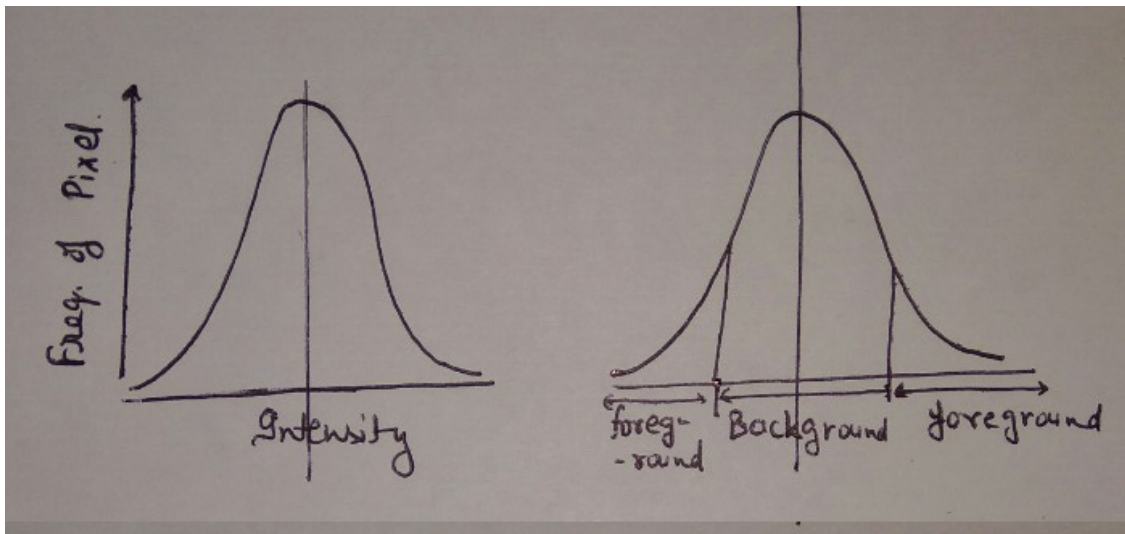 Freq. of Pixel.
Intensity
foreg-
-round
Background
foreground